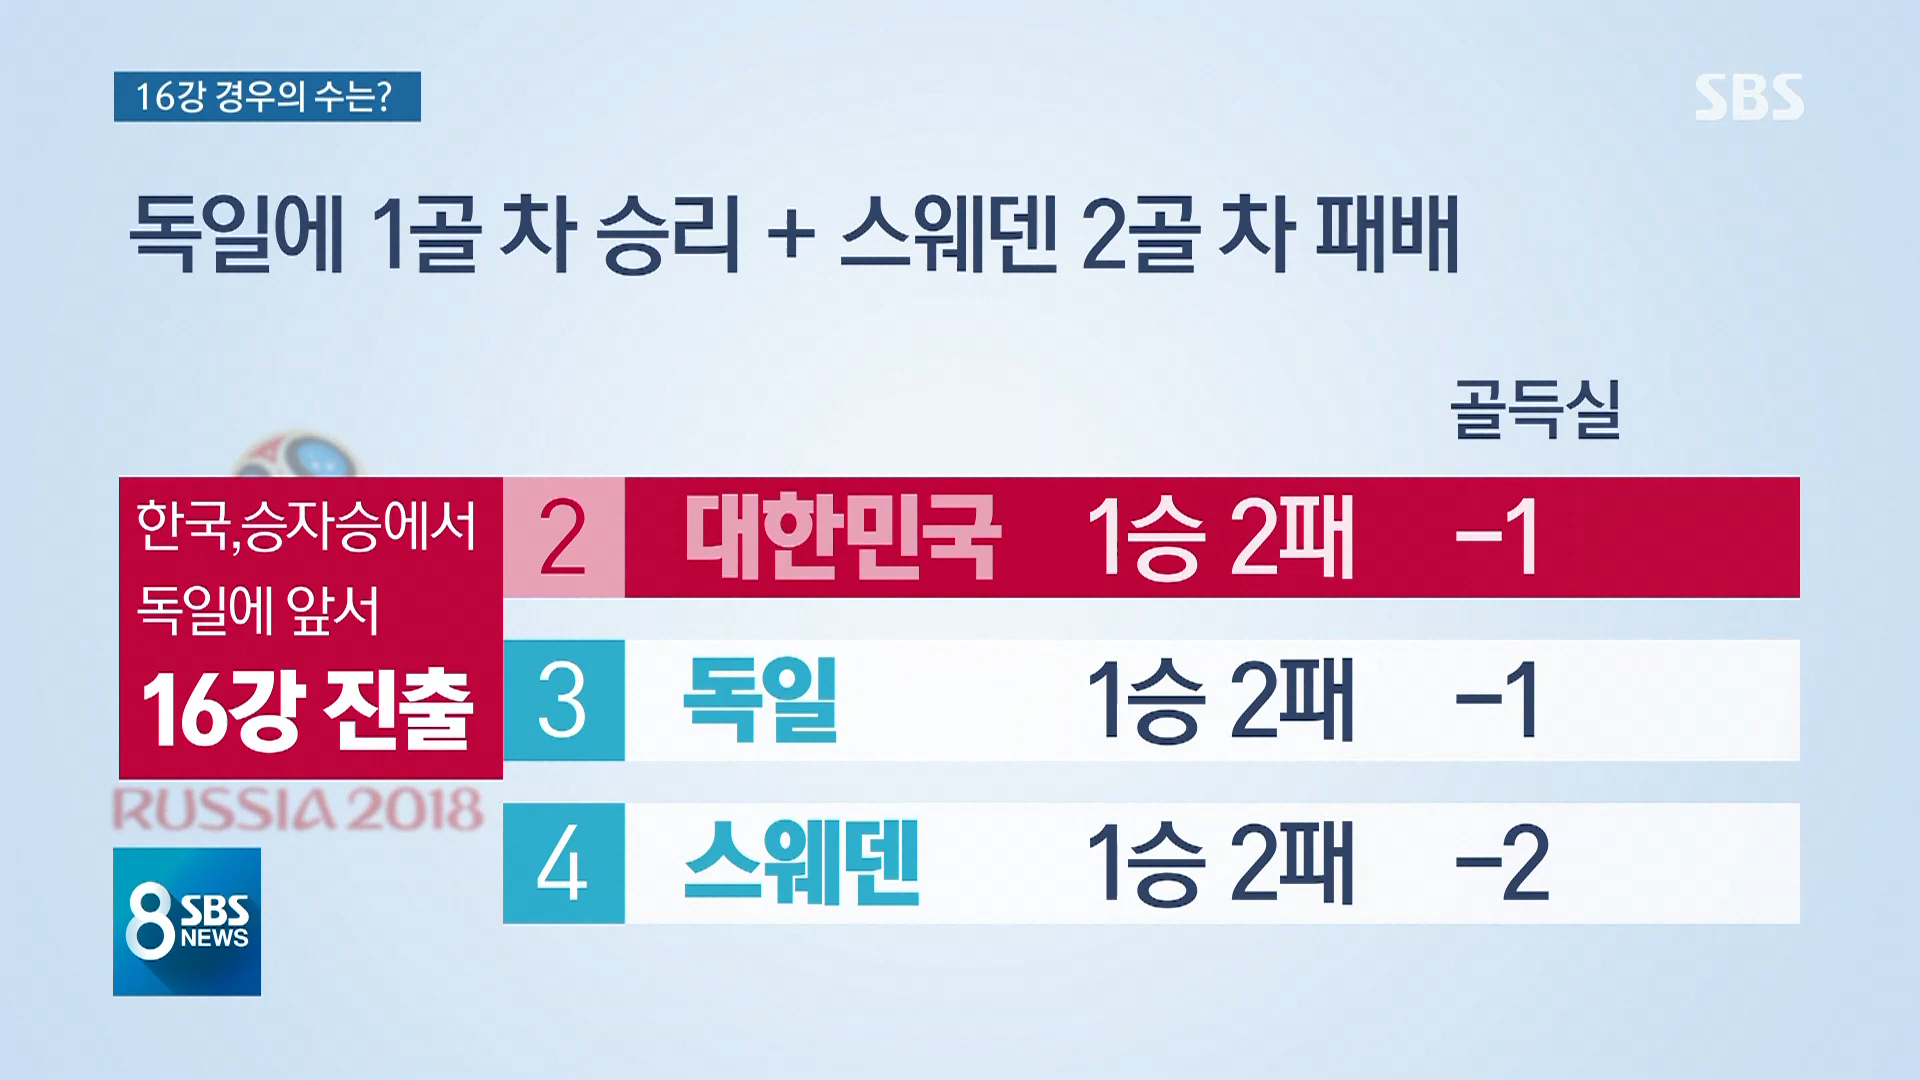 16강 경우의 수는?
SBS
독일에 1골 차 승리 + 스웨덴 2골 차 패배
골득실
한국,승자승에서
독일에 앞서
16강 진출
2 대한민국 1승 2패 -1
3 독일 1승 2패 -1
4 스웨덴 1승 2패 -2
RUSSIA 2018
8 SBS
NEWS